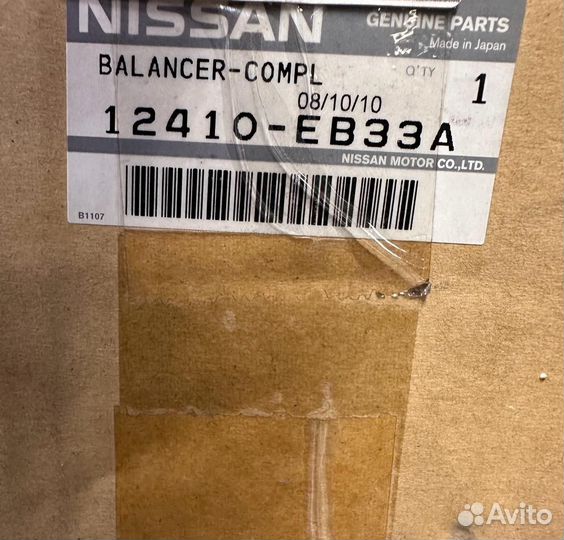 NISSAN
GENUINE PARTS
Made in Japan
BALANCER-COMPL
Q'TY
1
08/10/10
12410-EB33A
NISSAN MOTOR CO.,LTD.
B1107
Avito